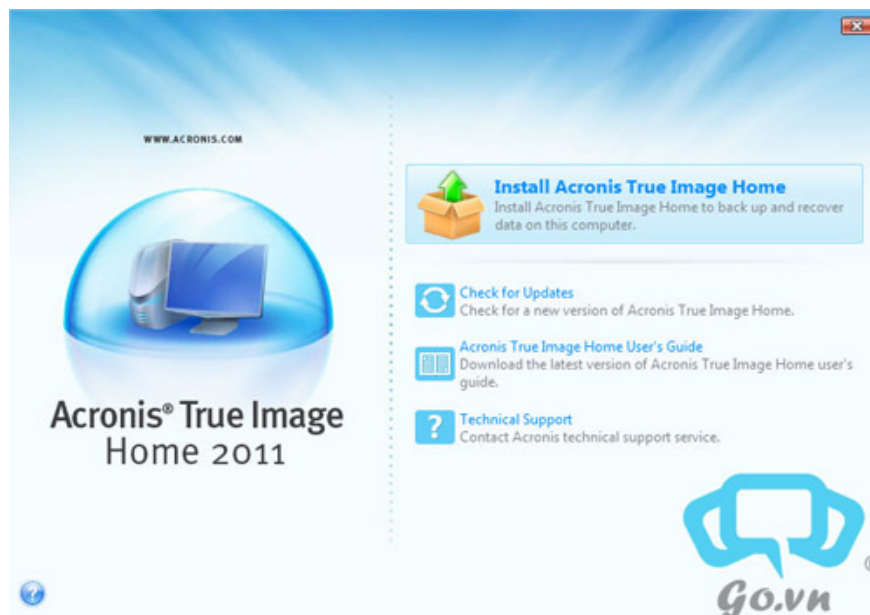 WWW.ACRONIS.COM
Acronis® True Image
Home 2011
Install Acronis True Image Home
Install Acronis True Image Home to back up and recover
data on this computer.
Check for Updates
Check for a new version of Acronis True Image Home.
Acronis True Image Home User's Guide
Download the latest version of Acronis True Image Home user's
guide.
Technical Support
Contact Acronis technical support service.
?
?
Go.vn